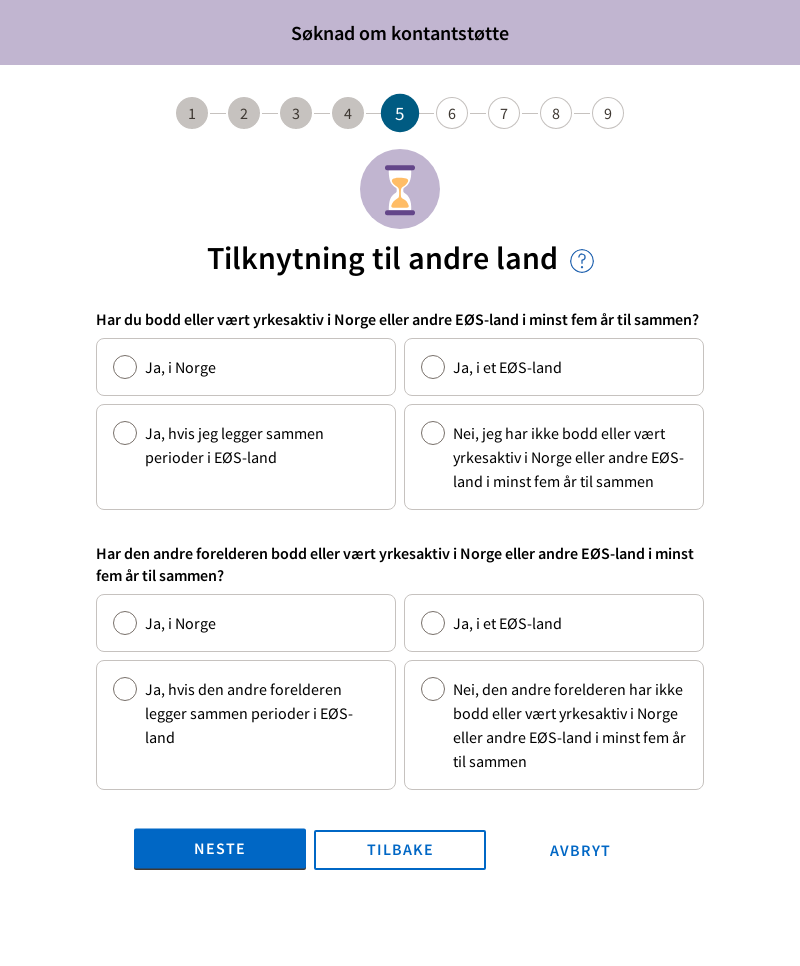 Søknad om kontantstøtte
1 2 3 4 5 6 7 8 9
Tilknytning til andre land ?
Har du bodd eller vært yrkesaktiv i Norge eller andre EØS-land i minst fem år til sammen?
Ja, i Norge
Ja, i et EØS-land
Ja, hvis jeg legger sammen
perioder i EØS-land
Nei, jeg har ikke bodd eller vært
yrkesaktiv i Norge eller andre EØS-
land i minst fem år til sammen
Har den andre forelderen bodd eller vært yrkesaktiv i Norge eller andre EØS-land i minst
fem år til sammen?
Ja, i Norge
Ja, i et EØS-land
Ja, hvis den andre forelderen
legger sammen perioder i EØS-
land
Nei, den andre forelderen har ikke
bodd eller vært yrkesaktiv i Norge
eller andre EØS-land i minst fem år
til sammen
NESTE
TILBAKE
AVBRYT